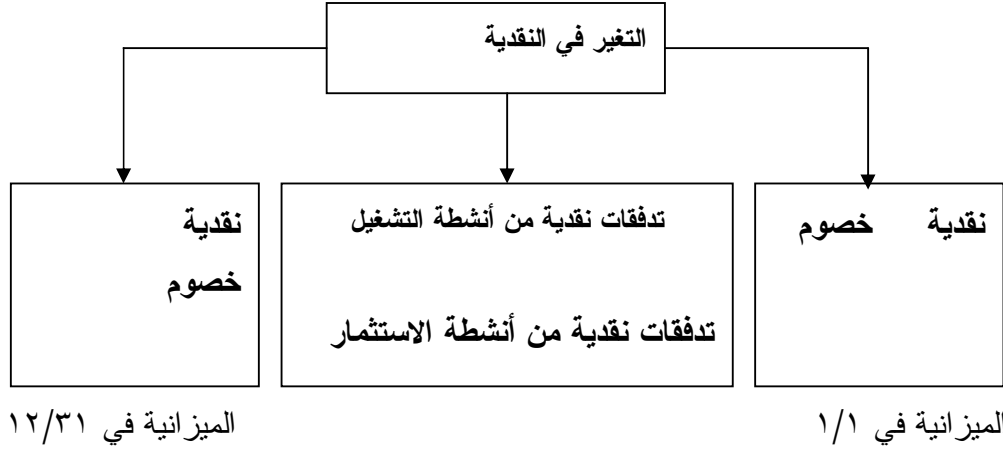 التغير في النقدية
نقدية خصوم
تدفقات نقدية من أنشطة التشغيل
تدفقات نقدية من أنشطة الاستثمار
نقدية
خصوم
الميزانية في ١/١
الميزانية في ١٢/٣١